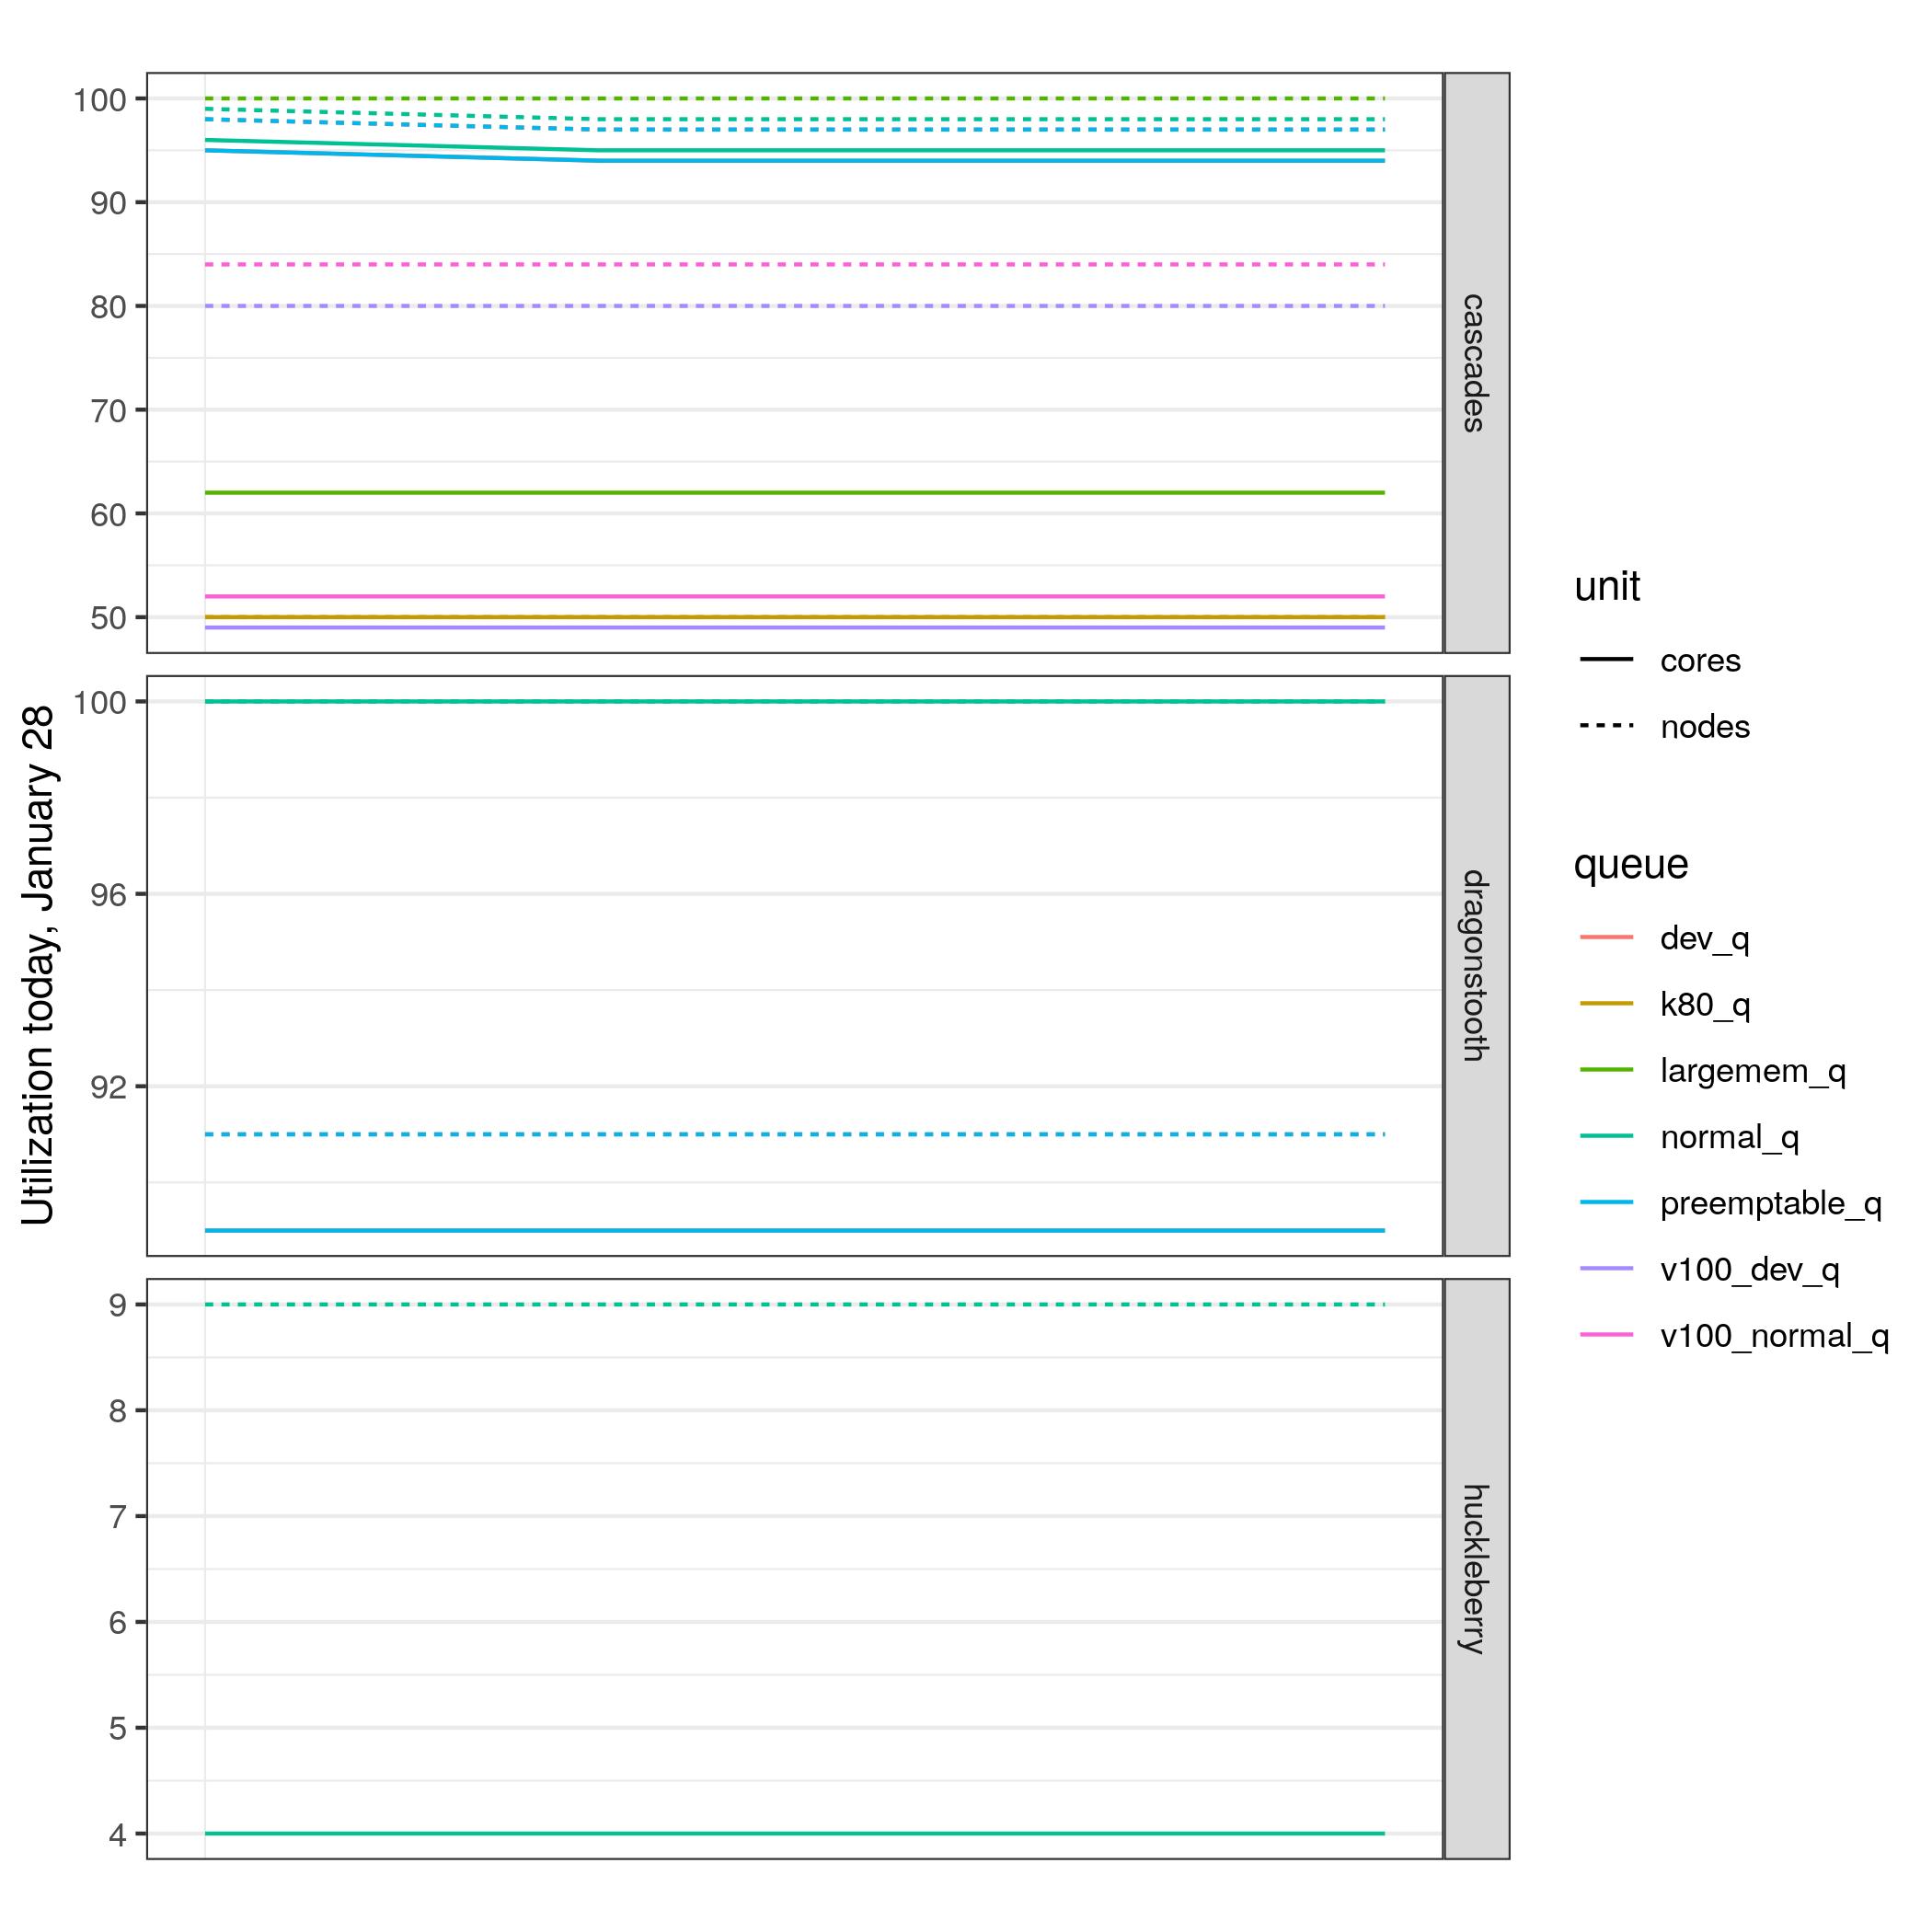 Utilization today, January 28
100
90
80
70
60
50
cascades
100
96
92
dragonstooth
9
8
7
6
5
4
huckleberry
unit
cores
nodes
queue
dev_q
k80_q
largemem_q
normal_q
preemptable_q
v100_dev_q
v100_normal_q